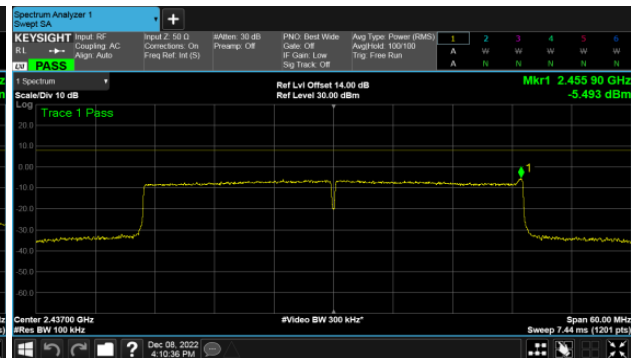 Spectrum Analyzer 1
Swept SA
+
KEYSIGHT
RL
LXI PASS
Input: RF
Coupling: AC
Align: Auto
Input Z: 50 Ω
Corrections: On
Freq Ref: Int (S)
#Atten: 30 dB
Preamp: Off
PNO: Best Wide
Gate: Off
IF Gain: Low
Sig Track: Off
Avg Type: Power (RMS)
Avg|Hold: 100/100
Trig: Free Run
1 2 3 4 5 6
A W W W W W
A N N N N N
1 Spectrum
Scale/Div 10 dB
Ref Lvl Offset 14.00 dB
Ref Level 30.00 dBm
Mkr1 2.455 90 GHz
-5.493 dBm
Log
Trace 1 Pass
20.0
10.0
0.00
-10.0
-20.0
-30.0
-40.0
-50.0
-60.0
1
Center 2.43700 GHz
#Res BW 100 kHz
#Video BW 300 kHz*
Span 60.00 MHz
Sweep 7.44 ms (1201 pts)
?
Dec 08, 2022
4:10:36 PM